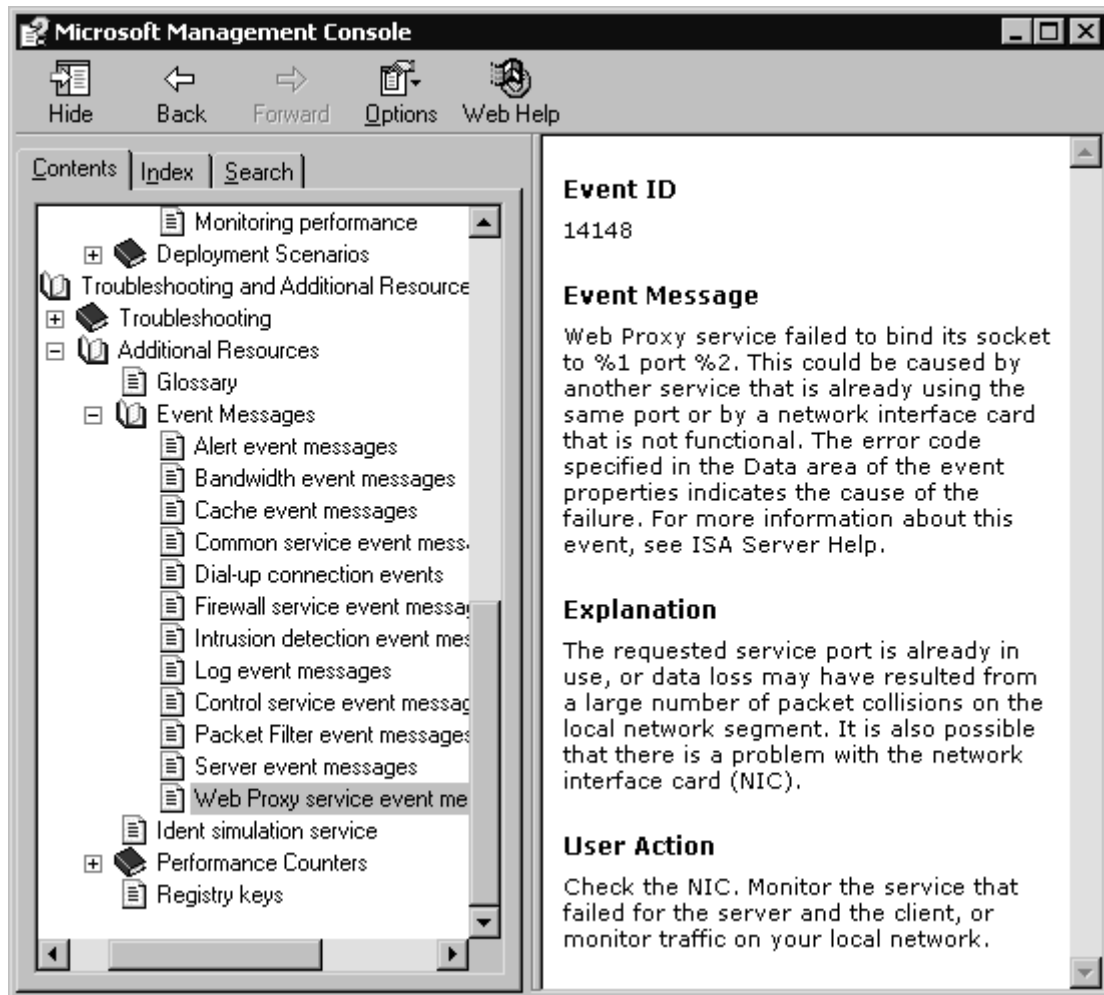 Microsoft Management Console
Hide Back Forward Options Web Help
Contents Index Search
Monitoring performance
Deployment Scenarios
Troubleshooting and Additional Resource
Troubleshooting
Additional Resources
Glossary
Event Messages
Alert event messages
Bandwidth event messages
Cache event messages
Common service event mess
Dial-up connection events
Firewall service event messag
Intrusion detection event mes
Log event messages
Control service event messag
Packet Filter event messages
Server event messages
Web Proxy service event me
Ident simulation service
Performance Counters
Registry keys
Event ID
14148
Event Message
Web Proxy service failed to bind its socket
to %1 port %2. This could be caused by
another service that is already using the
same port or by a network interface card
that is not functional. The error code
specified in the Data area of the event
properties indicates the cause of the
failure. For more information about this
event, see ISA Server Help.
Explanation
The requested service port is already in
use, or data loss may have resulted from
a large number of packet collisions on the
local network segment. It is also possible
that there is a problem with the network
interface card (NIC).
User Action
Check the NIC. Monitor the service that
failed for the server and the client, or
monitor traffic on your local network.